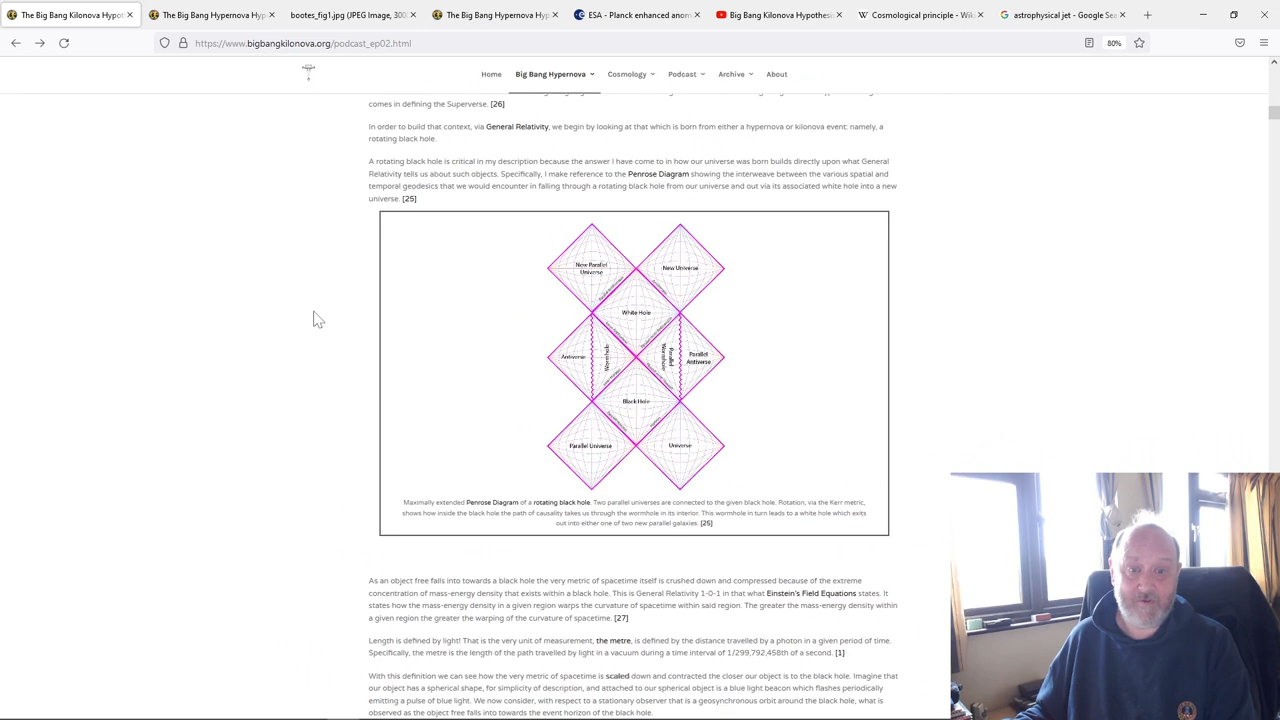 The Big Bang Kilonova Hypot
The Big Bang Hypernova Hy
bootes_fig1.jpg (JPEG Image, 300
The Big Bang Kilonova Hyp
ESA - Planck enhanced anom
Big Bang Kilonova Hypothesis
Cosmological principle - Wik
astrophysical jet - Google Sea
https://www.bigbangkilonova.org/podcast_ep02.html
80%
Home
Big Bang Hypernova
Cosmology
Podcast
Archive
About
comes in defining the Superverse. [26]
In order to build that context, via General Relativity, we begin by looking at that which is born from either a hypernova or kilonova event: namely, a
rotating black hole.
A rotating black hole is critical in my description because the answer I have come to in how our universe was born builds directly upon what General
Relativity tells us about such objects. Specifically, I make reference to the Penrose Diagram showing the interweave between the various spatial and
temporal geodesics that we would encounter in falling through a rotating black hole from our universe and out via its associated white hole into a new
universe. [25]
New Parallel
Universe
New Universe
White Hole
Antiverse
Wormhole
Parallel
Wormhole
Parallel
Antiverse
Black Hole
Parallel Universe
Universe
Maximally extended Penrose Diagram of a rotating black hole. Two parallel universes are connected to the given black hole. Rotation, via the Kerr metric,
shows how inside the black hole the path of causality takes us through the wormhole in its interior. This wormhole in turn leads to a white hole which exits
out into either one of two new parallel galaxies. [25]
As an object free falls into towards a black hole the very metric of spacetime itself is crushed down and compressed because of the extreme
concentration of mass-energy density that exists within a black hole. This is General Relativity 1-0-1 in that what Einstein's Field Equations states. It
states how the mass-energy density in a given region warps the curvature of spacetime within said region. The greater the mass-energy density within
a given region the greater the warping of the curvature of spacetime. [27]
Length is defined by light! That is the very unit of measurement, the metre, is defined by the distance travelled by a photon in a given period of time.
Specifically, the metre is the length of the path travelled by light in a vacuum during a time interval of 1/299,792,458th of a second. [1]
With this definition we can see how the very metric of spacetime is scaled down and contracted the closer our object is to the black hole. Imagine that
our object has a spherical shape, for simplicity of description, and attached to our spherical object is a blue light beacon which flashes periodically
emitting a pulse of blue light. We now consider, with respect to a stationary observer that is a geosynchronous orbit around the black hole, what is
observed as the object free falls into towards the event horizon of the black hole.